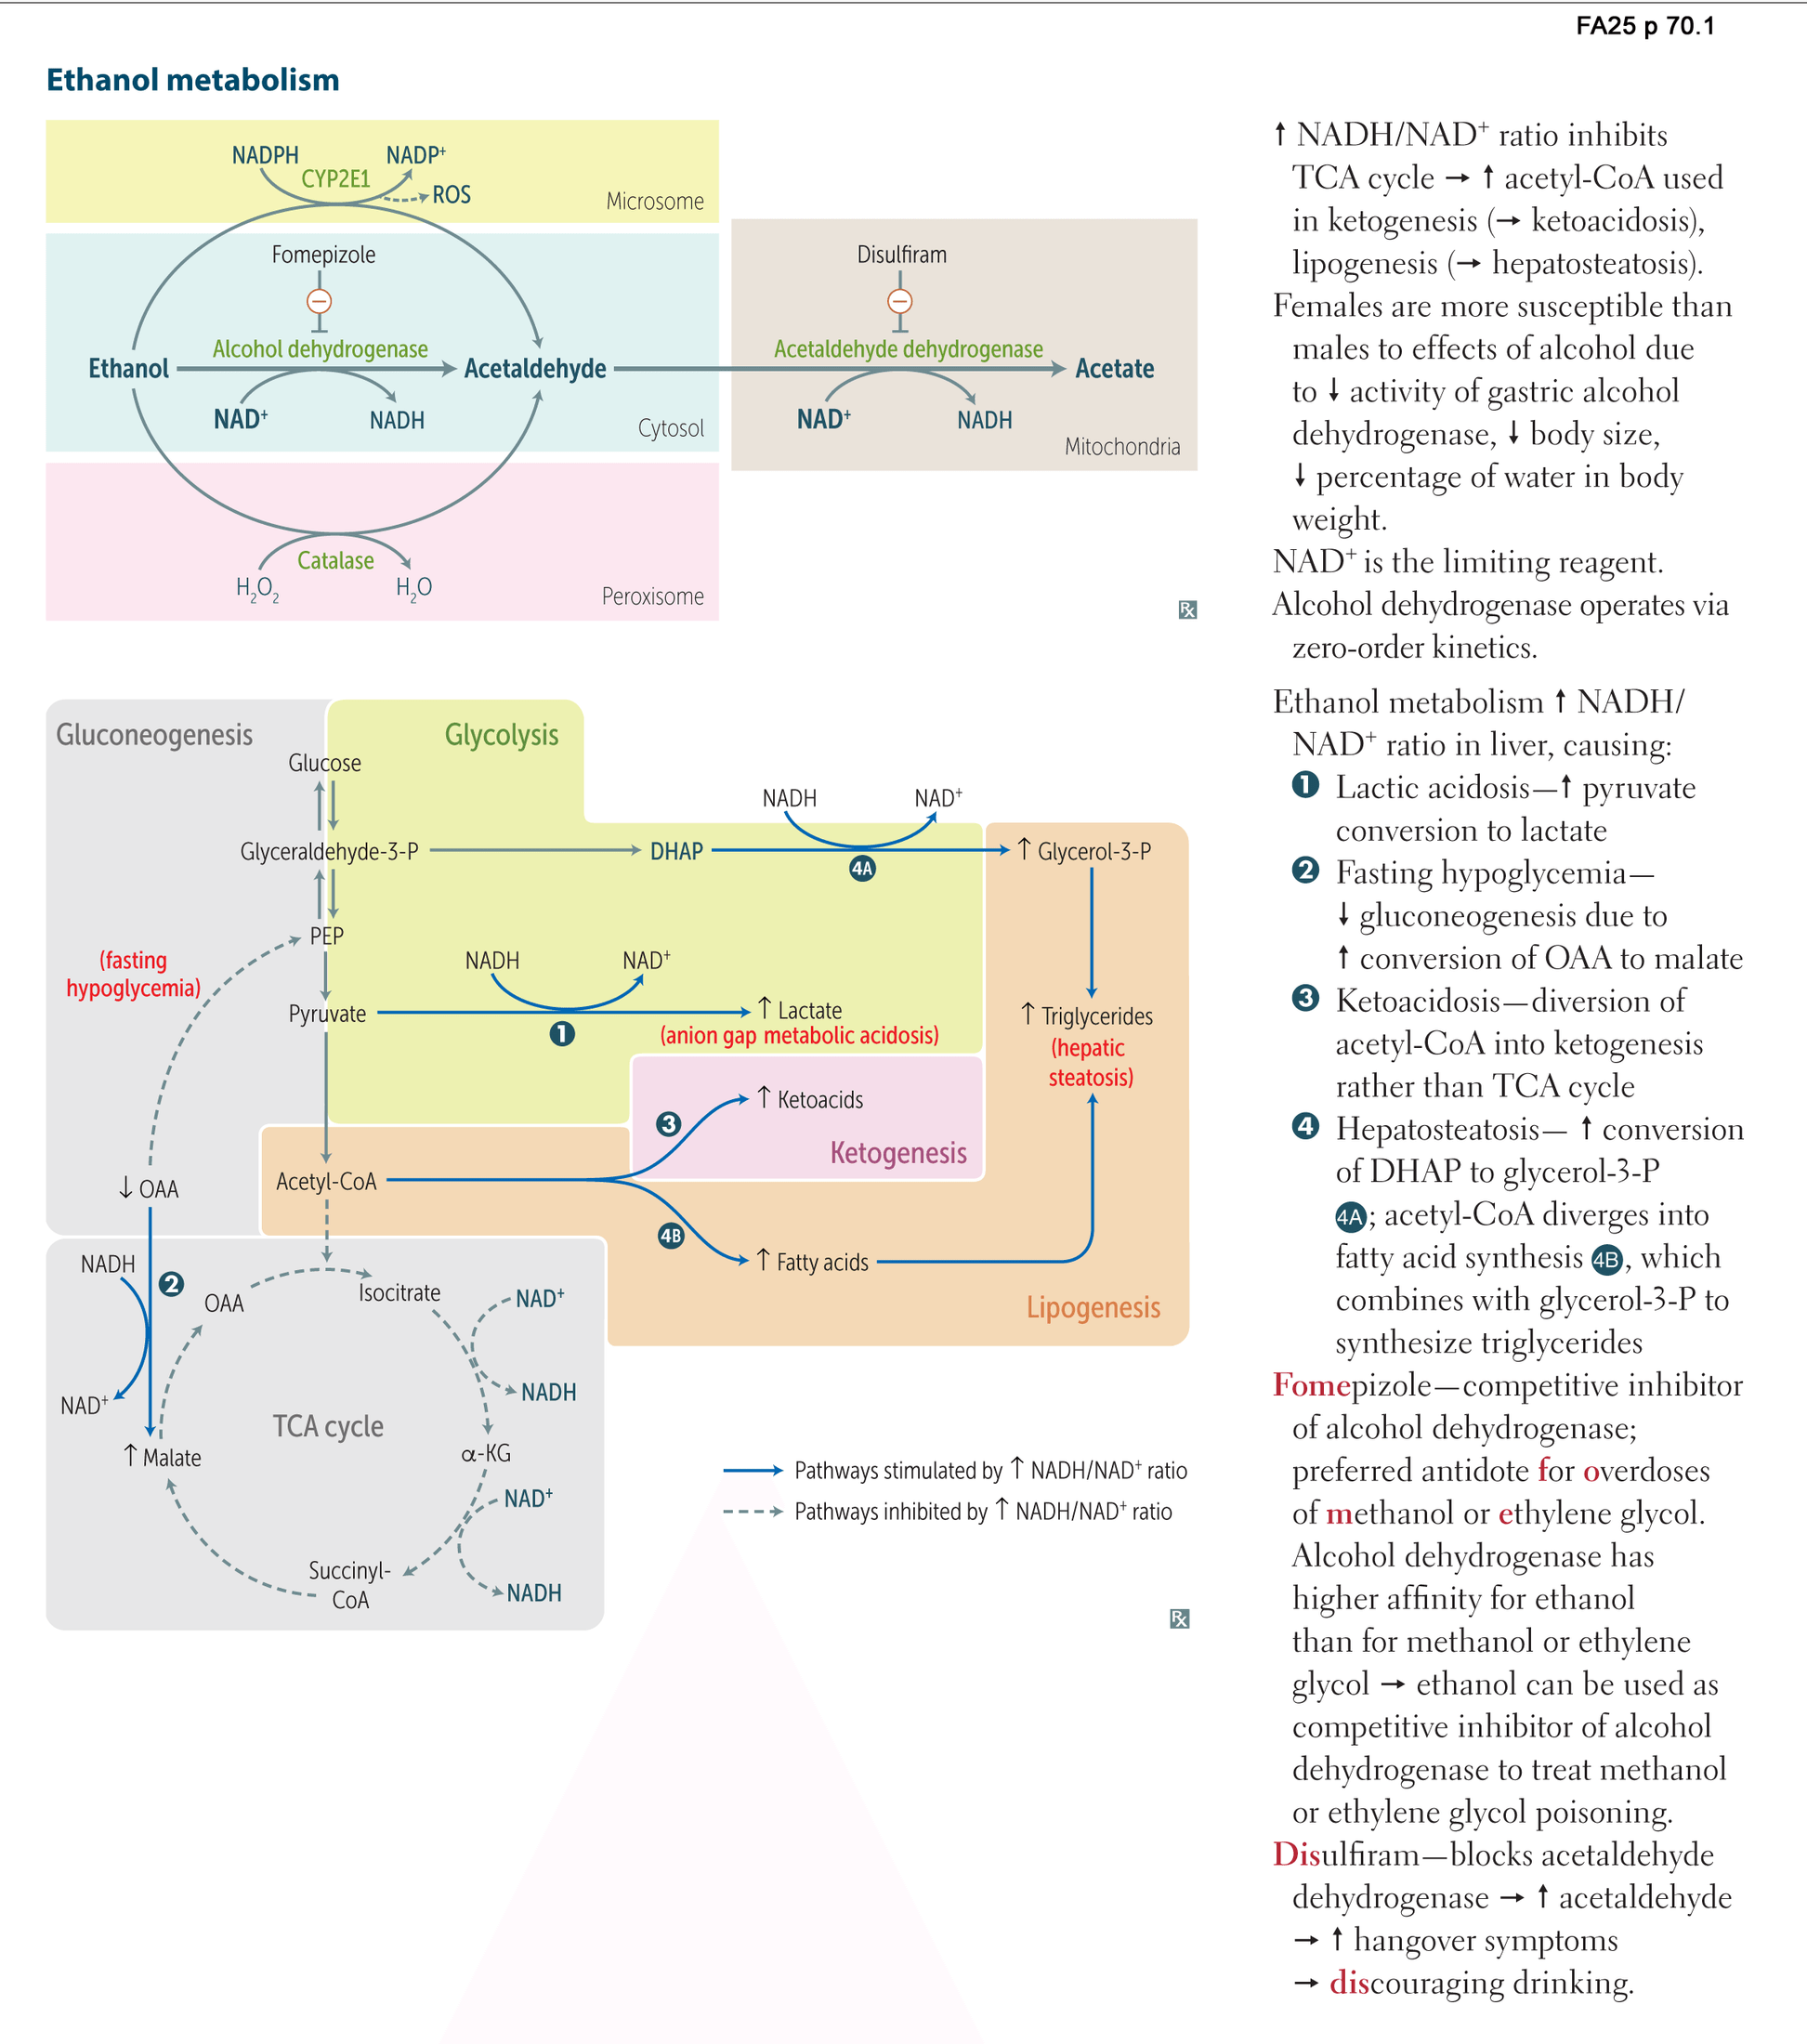 FA25 p 70.1
Ethanol metabolism
NADPH
NADP⁺
CYP2E1
ROS
Microsome
Fomepizole
−
Alcohol dehydrogenase
Ethanol
Acetaldehyde
NAD⁺
NADH
Cytosol
Disulfiram
−
Acetaldehyde dehydrogenase
Acetate
NAD⁺
NADH
Mitochondria
Catalase
H₂O₂
H₂O
Peroxisome
Rx
↑ NADH/NAD⁺ ratio inhibits
TCA cycle → ↑ acetyl-CoA used
in ketogenesis (→ ketoacidosis),
lipogenesis (→ hepatosteatosis).
Females are more susceptible than
males to effects of alcohol due
to ↓ activity of gastric alcohol
dehydrogenase, ↓ body size,
↓ percentage of water in body
weight.
NAD⁺ is the limiting reagent.
Alcohol dehydrogenase operates via
zero-order kinetics.
Gluconeogenesis
Glycolysis
Glucose
NADH
NAD⁺
Glyceraldehyde-3-P
DHAP
4A
↑ Glycerol-3-P
PEP
(fasting
hypoglycemia)
NADH
NAD⁺
Pyruvate
1
↑ Lactate
(anion gap metabolic acidosis)
↑ Triglycerides
(hepatic
steatosis)
3
↑ Ketoacids
Ketogenesis
Acetyl-CoA
↓ OAA
4B
↑ Fatty acids
Lipogenesis
NADH
2
OAA
Isocitrate
NAD⁺
NADH
NAD⁺
TCA cycle
↑ Malate
α-KG
NAD⁺
Succinyl-
CoA
NADH
Pathways stimulated by ↑ NADH/NAD⁺ ratio
Pathways inhibited by ↑ NADH/NAD⁺ ratio
Rx
Ethanol metabolism ↑ NADH/
NAD⁺ ratio in liver, causing:
1 Lactic acidosis—↑ pyruvate
conversion to lactate
2 Fasting hypoglycemia—
↓ gluconeogenesis due to
↑ conversion of OAA to malate
3 Ketoacidosis—diversion of
acetyl-CoA into ketogenesis
rather than TCA cycle
4 Hepatosteatosis— ↑ conversion
of DHAP to glycerol-3-P
4A; acetyl-CoA diverges into
fatty acid synthesis 4B, which
combines with glycerol-3-P to
synthesize triglycerides
Fomepizole—competitive inhibitor
of alcohol dehydrogenase;
preferred antidote for overdoses
of methanol or ethylene glycol.
Alcohol dehydrogenase has
higher affinity for ethanol
than for methanol or ethylene
glycol → ethanol can be used as
competitive inhibitor of alcohol
dehydrogenase to treat methanol
or ethylene glycol poisoning.
Disulfiram—blocks acetaldehyde
dehydrogenase → ↑ acetaldehyde
→ ↑ hangover symptoms
→ discouraging drinking.